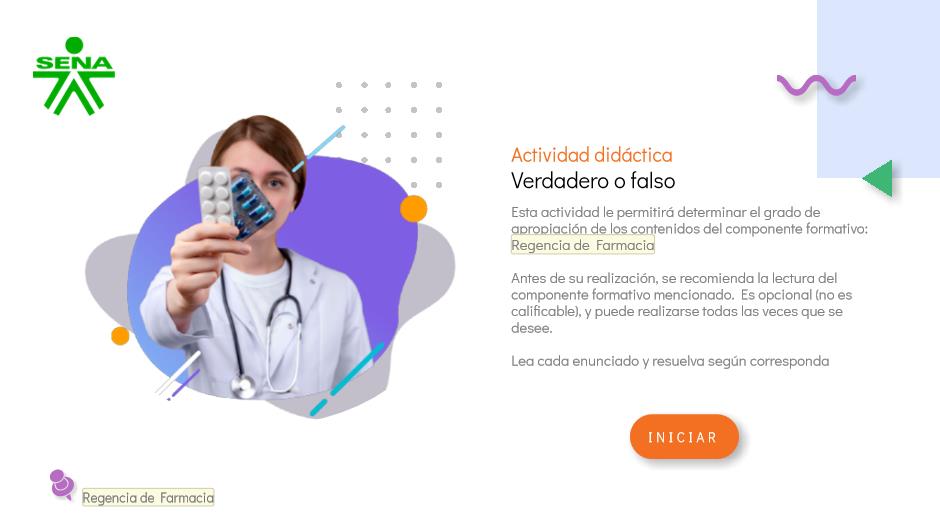 SENA
Actividad didáctica
Verdadero o falso
Esta actividad le permitirá determinar el grado de
apropiación de los contenidos del componente formativo:
Regencia de Farmacia
Antes de su realización, se recomienda la lectura del
componente formativo mencionado. Es opcional (no es
calificable), y puede realizarse todas las veces que se
desee.
Lea cada enunciado y resuelva según corresponda
INICIAR
Regencia de Farmacia